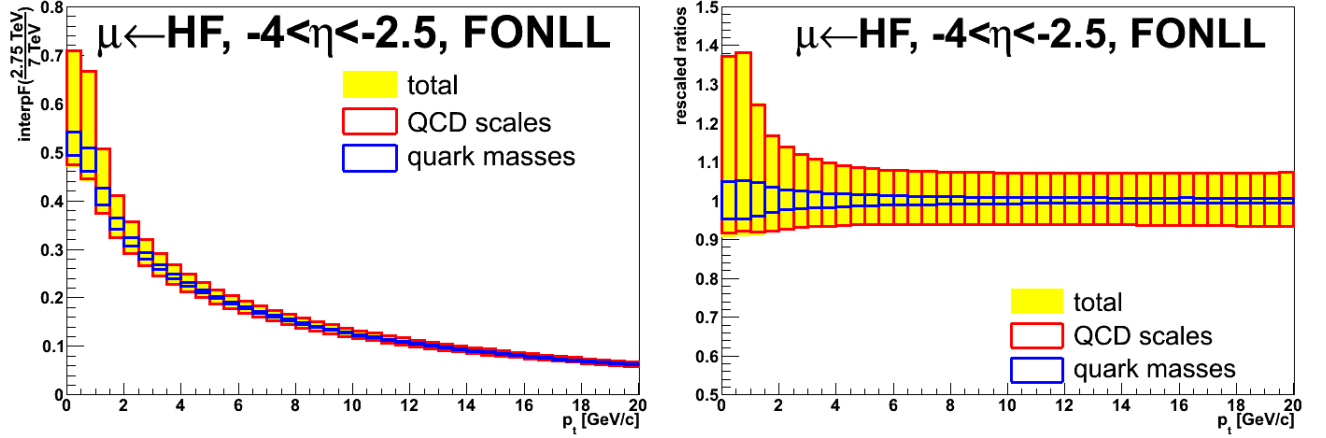 μ←HF, -4<η<-2.5, FONLL
interpF(2.75 TeV/7 TeV)
total
QCD scales
quark masses
0.8
0.7
0.6
0.5
0.4
0.3
0.2
0.1
0
0 2 4 6 8 10 12 14 16 18 20
p_t [GeV/c]
μ←HF, -4<η<-2.5, FONLL
rescaled ratios
1.5
1.4
1.3
1.2
1.1
1
0.9
0.8
0.7
0.6
0.5
total
QCD scales
quark masses
0 2 4 6 8 10 12 14 16 18 20
p_t [GeV/c]